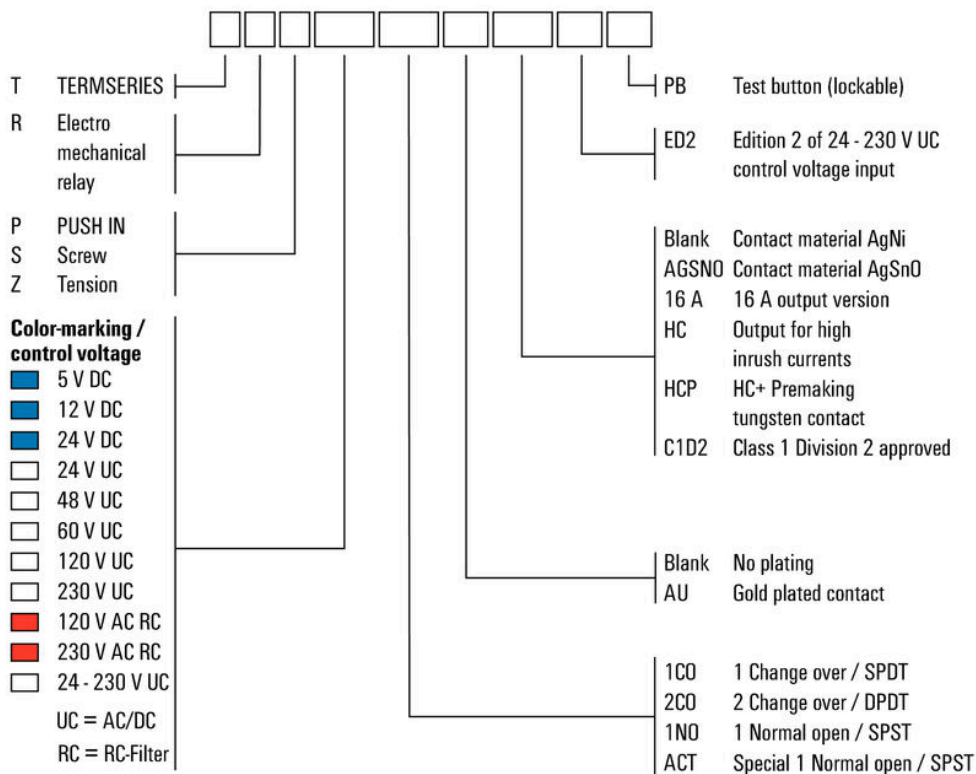 T TERMSERIES
R Electro
mechanical
relay
P PUSH IN
S Screw
Z Tension
Color-marking /
control voltage
5 V DC
12 V DC
24 V DC
24 V UC
48 V UC
60 V UC
120 V UC
230 V UC
120 V AC RC
230 V AC RC
24 - 230 V UC
UC = AC/DC
RC = RC-Filter
PB Test button (lockable)
ED2 Edition 2 of 24 - 230 V UC
control voltage input
Blank Contact material AgNi
AGSNO Contact material AgSnO
16 A 16 A output version
HC Output for high
inrush currents
HCP HC+ Premaking
tungsten contact
C1D2 Class 1 Division 2 approved
Blank No plating
AU Gold plated contact
1CO 1 Change over / SPDT
2CO 2 Change over / DPDT
1NO 1 Normal open / SPST
ACT Special 1 Normal open / SPST